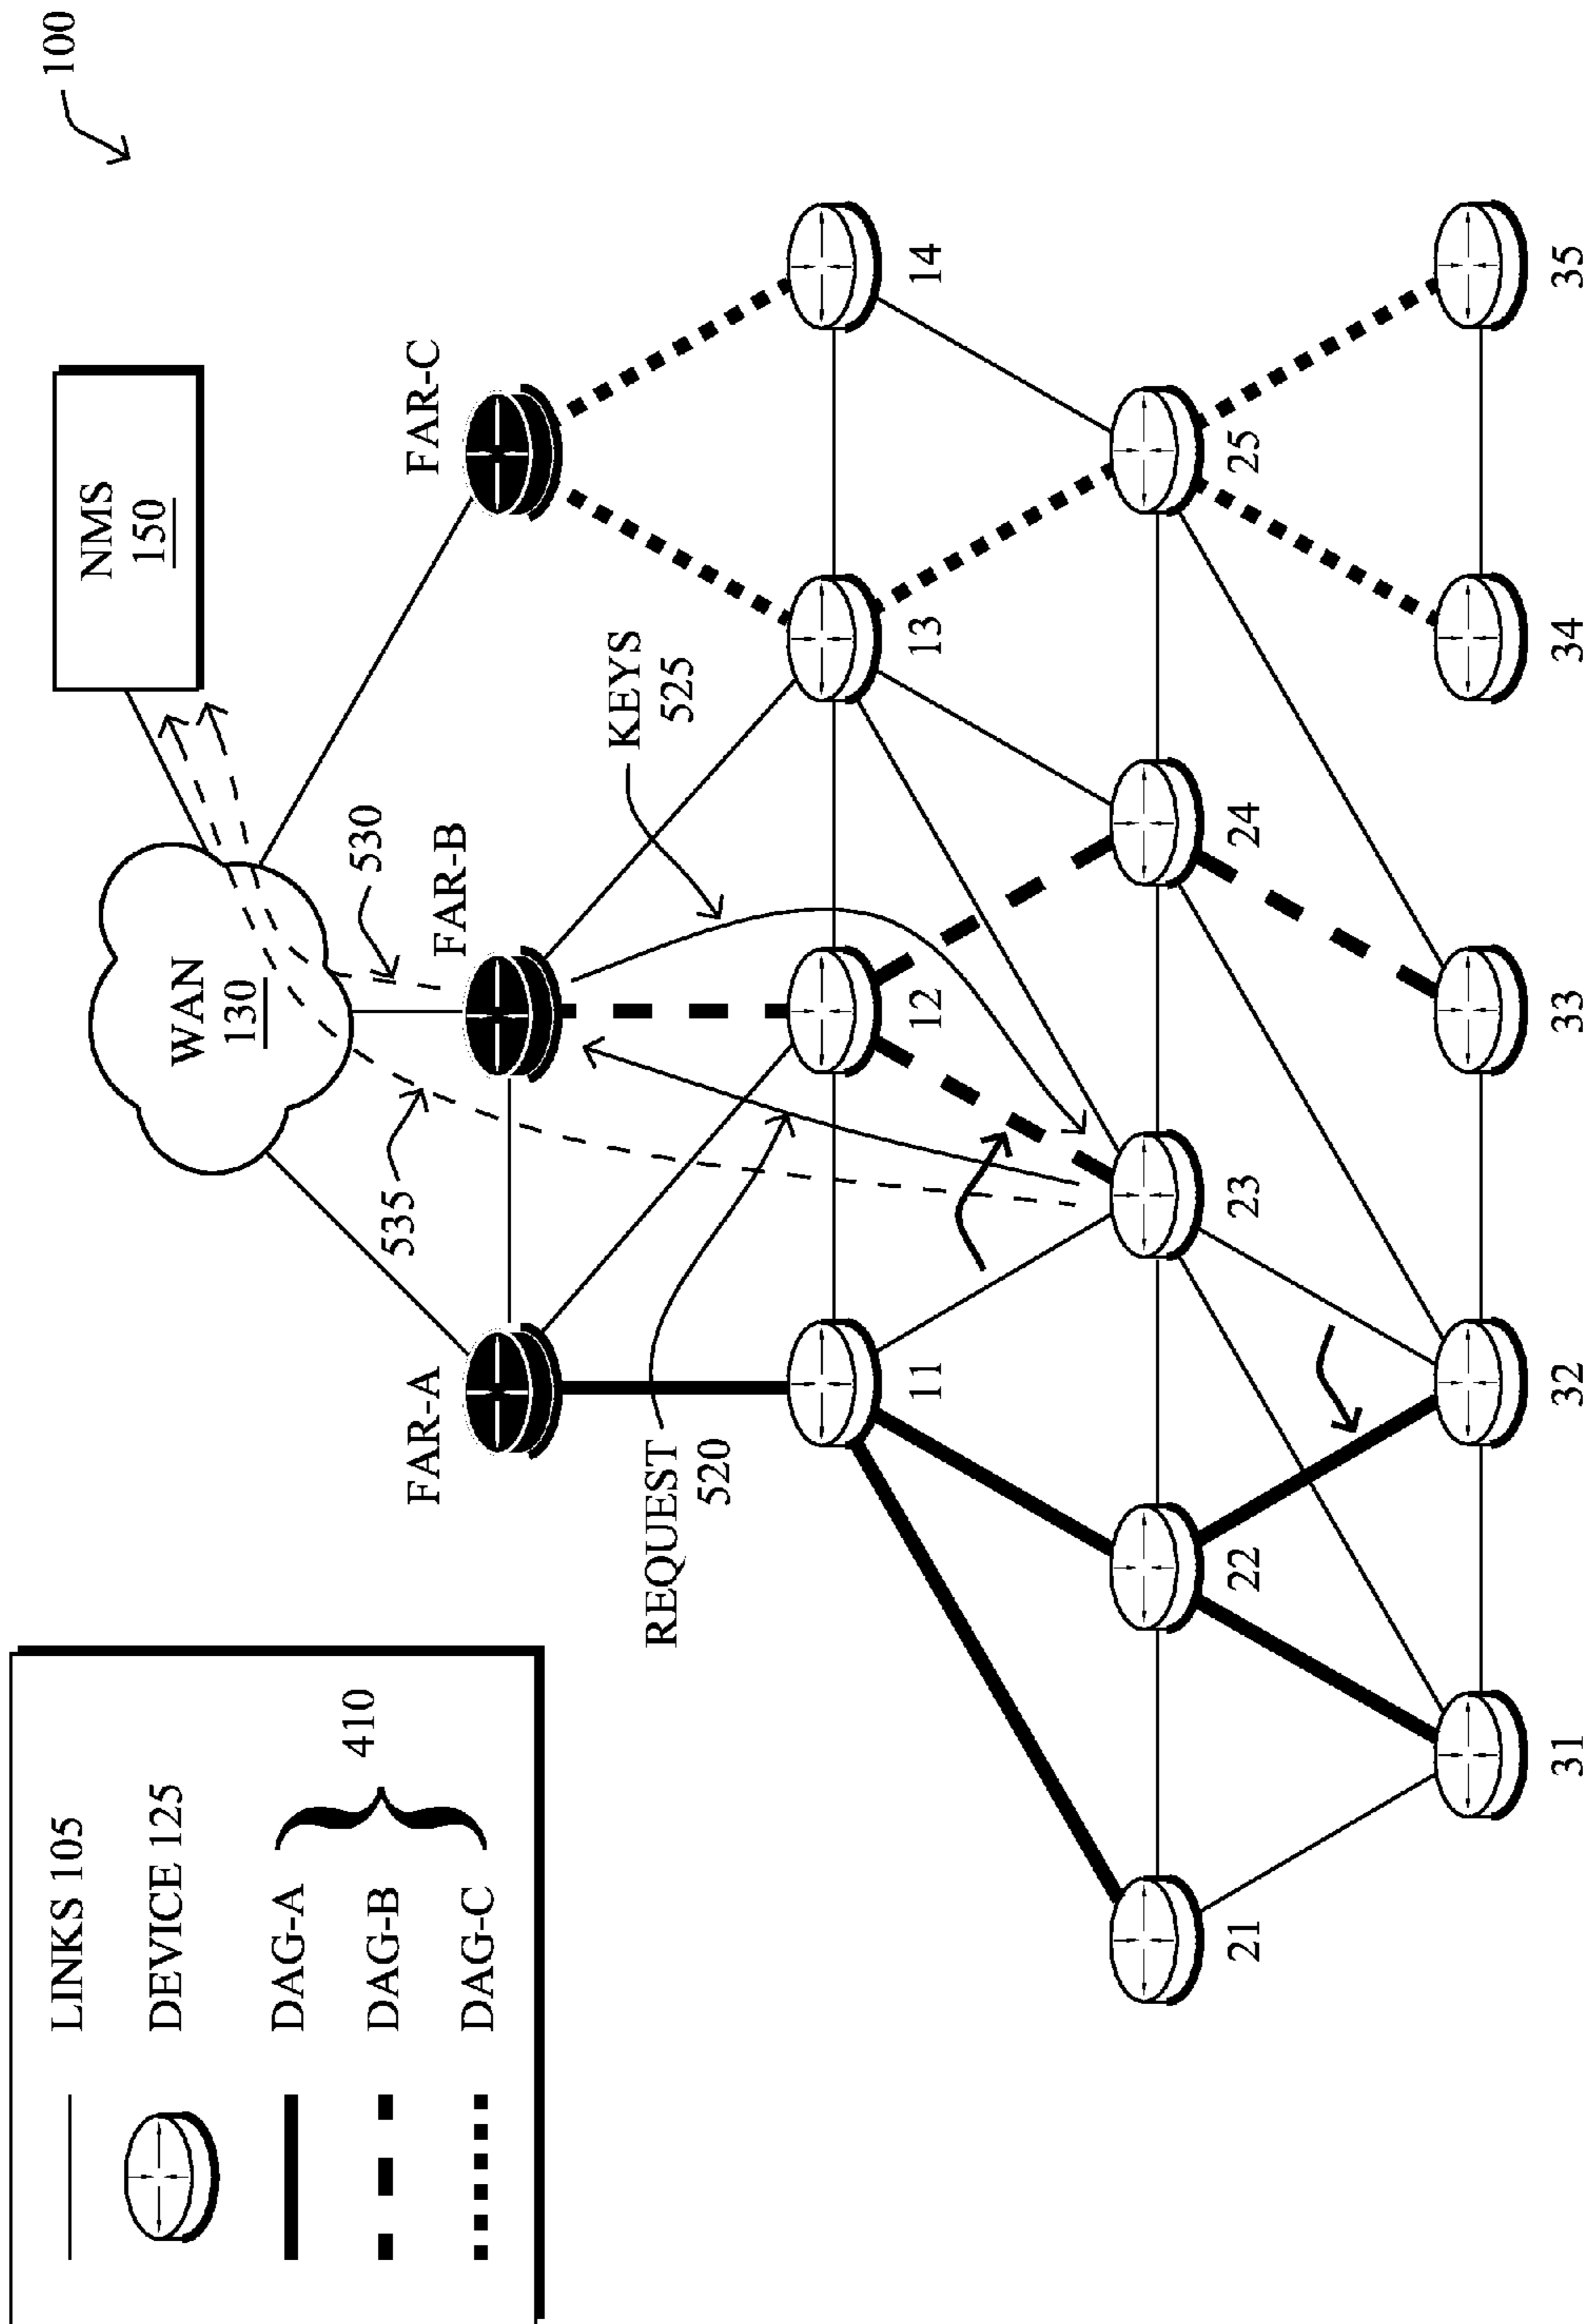 100
LINKS 105
DEVICE 125
DAG-A
DAG-B
DAG-C
410
NMS
150
WAN
130
530
535
FAR-A
FAR-B
FAR-C
REQUEST
520
KEYS
525
11
12
13
14
21
22
23
24
25
31
32
33
34
35